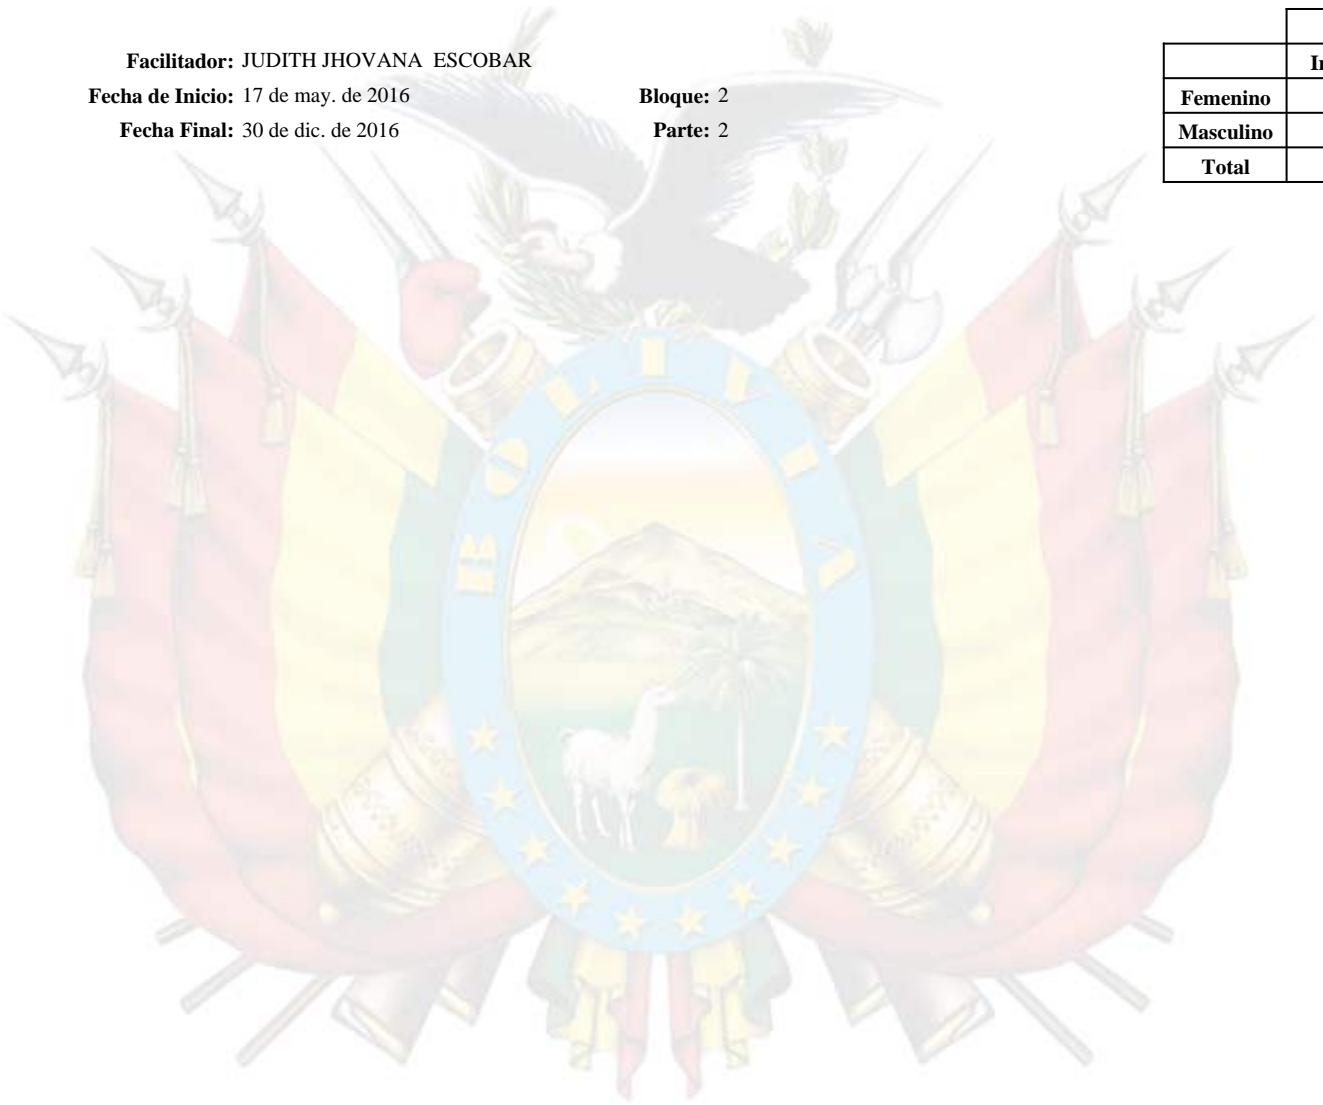 Facilitador: JUDITH JHOVANA ESCOBAR
Fecha de Inicio: 17 de may. de 2016 Bloque: 2
Fecha Final: 30 de dic. de 2016 Parte: 2
Femenino
Masculino
Total
BOLIVIA